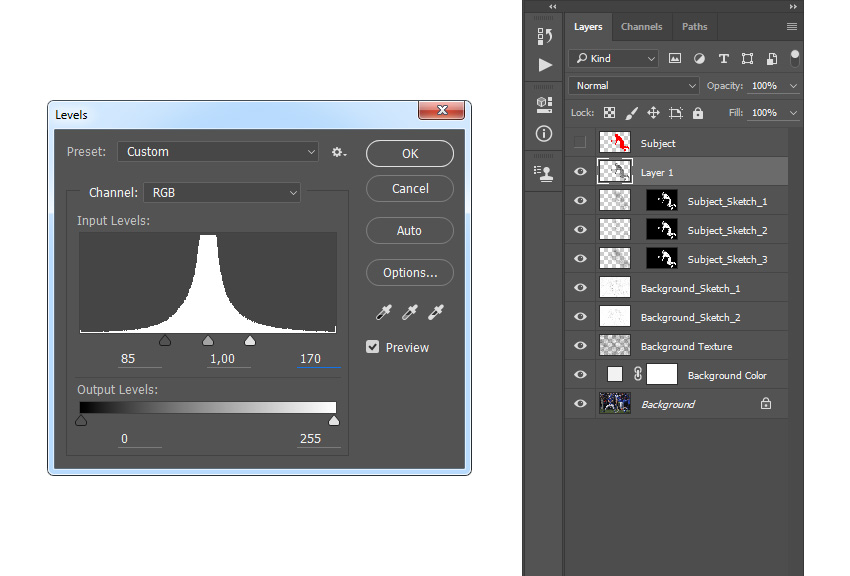 Levels
Preset: Custom
OK
Channel: RGB
Cancel
Input Levels:
Auto
Options...
Preview
85 1,00 170
Output Levels:
0 255
Layers Channels Paths
Kind
Normal Opacity: 100%
Lock: Fill: 100%
Subject
Layer 1
Subject_Sketch_1
Subject_Sketch_2
Subject_Sketch_3
Background_Sketch_1
Background_Sketch_2
Background Texture
Background Color
Background